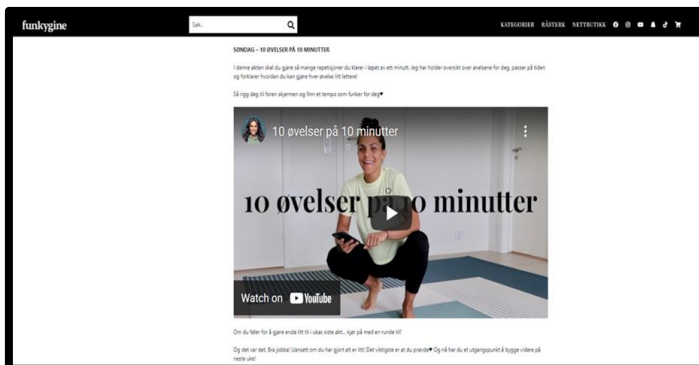 funkygine
Søk..
KATEGORIER RÅSTERK NETTBUTIKK
SØNDAG – 10 ØVELSER PÅ 10 MINUTTER
I denne økten skal du gjøre så mange repetisjoner du klarer i løpet av ett minutt. Jeg har holder oversikt over øvelsene for deg, passer på tiden
og forklarer hvordan du kan gjøre hver øvelse litt lettere!
Så rigg deg til foran skjermen og finn et tempo som funker for deg♥
10 øvelser på 10 minutter
10 øvelser på 10 minutter
Watch on YouTube
Om du føler for å gjøre enda litt til i ukas siste økt... kjør på med en runde til!
Og det var det. Bra jobba! Uansett om du har gjort alt er litt! Det viktigste er at du prøvde♥ Og nå har du et utgangspunkt å bygge videre på
neste uke!